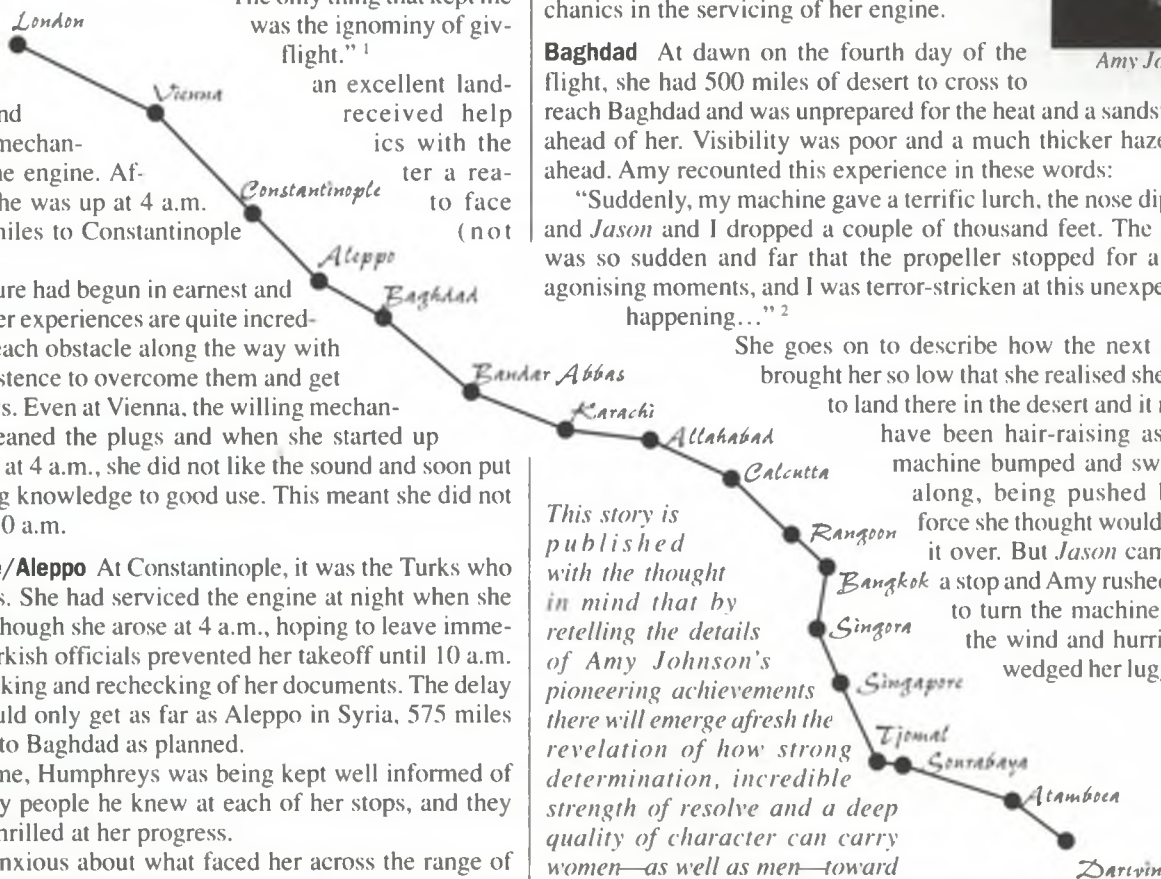 London
The only thing that kept me
was the ignominy of giv-
flight." 1
an excellent land-
received help
ics with the
ter a rea-
to face
(not
Vienna
nd
mechan-
e engine. Af-
he was up at 4 a.m.
niles to Constantinople
Constantinople
Aleppo
Baghdad
ure had begun in earnest and
er experiences are quite incred-
each obstacle along the way with
stence to overcome them and get
s. Even at Vienna, the willing mechan-
eaned the plugs and when she started up
at 4 a.m., she did not like the sound and soon put
g knowledge to good use. This meant she did not
0 a.m.
/Aleppo At Constantinople, it was the Turks who
s. She had serviced the engine at night when she
hough she arose at 4 a.m., hoping to leave imme-
rkish officials prevented her takeoff until 10 a.m.
king and rechecking of her documents. The delay
uld only get as far as Aleppo in Syria, 575 miles
to Baghdad as planned.
me, Humphreys was being kept well informed of
y people he knew at each of her stops, and they
hrilled at her progress.
nxious about what faced her across the range of
chanics in the servicing of her engine.
Amy Jo
Baghdad At dawn on the fourth day of the
flight, she had 500 miles of desert to cross to
reach Baghdad and was unprepared for the heat and a sands
ahead of her. Visibility was poor and a much thicker haze
ahead. Amy recounted this experience in these words:
"Suddenly, my machine gave a terrific lurch, the nose di
and Jason and I dropped a couple of thousand feet. The
was so sudden and far that the propeller stopped for a
agonising moments, and I was terror-stricken at this unexpe
happening..." 2
She goes on to describe how the next
brought her so low that she realised she
to land there in the desert and it
have been hair-raising as
machine bumped and sw
along, being pushed
force she thought would
it over. But Jason cam
a stop and Amy rushed
to turn the machine
the wind and hurri
wedged her lug
Bandar Abbas
Karachi
Allahabad
Calcutta
Rangoon
Bangkok
Singora
Singapore
Tjomal
Sourabaya
Atamboea
Darwin
This story is
published
with the thought
in mind that by
retelling the details
of Amy Johnson's
pioneering achievements
there will emerge afresh the
revelation of how strong
determination, incredible
strength of resolve and a deep
quality of character can carry
women—as well as men—toward